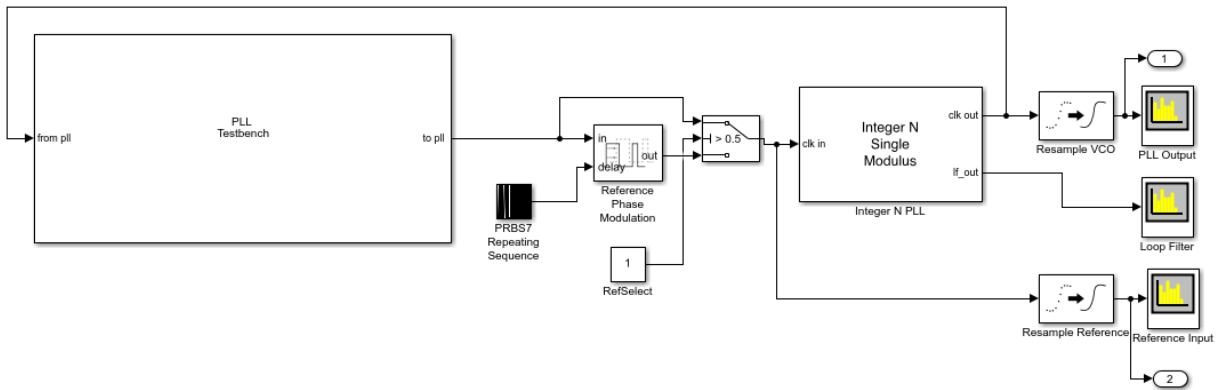 1
PLL
Testbench
from pll
to pll
in
delay
out
Reference
Phase
Modulation
PRBS7
Repeating
Sequence
1
RefSelect
> 0.5
clk in
Integer N
Single
Modulus
clk out
lf_out
Integer N PLL
Resample VCO
PLL Output
Loop Filter
Resample Reference
Reference Input
2